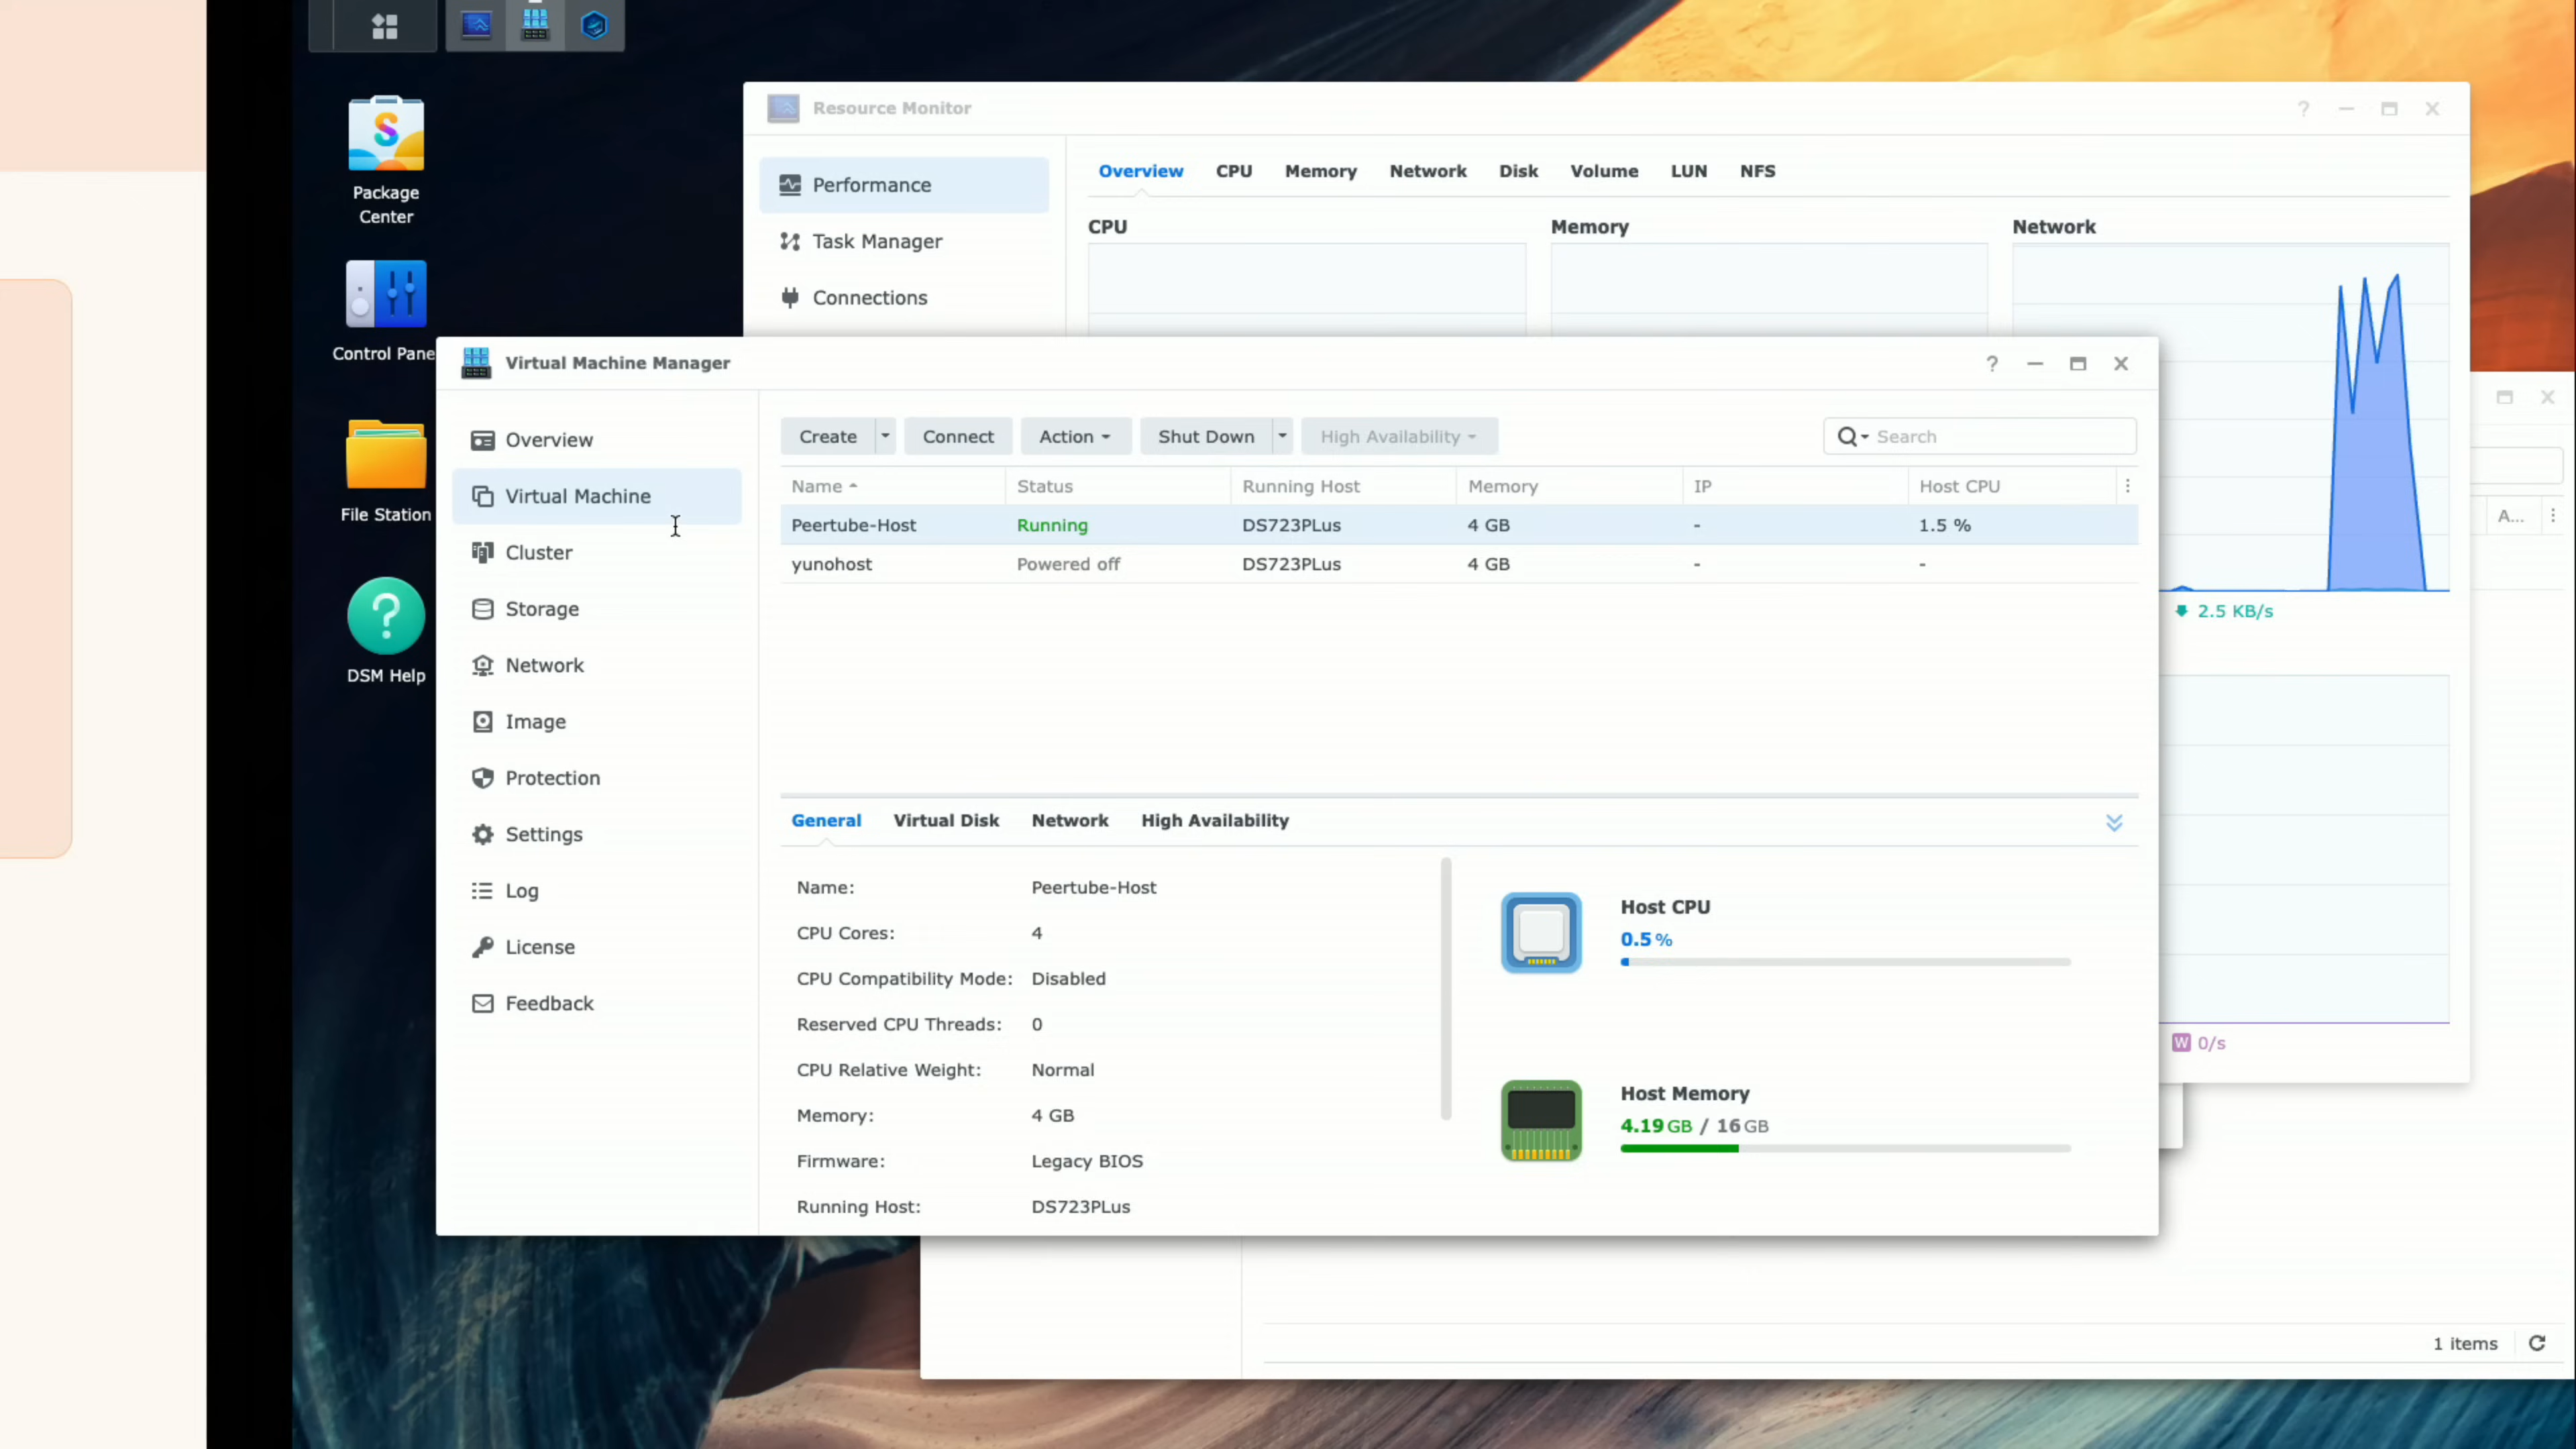 Package
Center
Control Pane
File Station
DSM Help
Resource Monitor
Performance
Task Manager
Connections
Overview CPU Memory Network Disk Volume LUN NFS
CPU Memory Network
2.5 KB/s
W 0/s
A...
1 items
Virtual Machine Manager
Overview
Virtual Machine
Cluster
Storage
Network
Image
Protection
Settings
Log
License
Feedback
Create Connect Action Shut Down High Availability Search
Name Status Running Host Memory IP Host CPU
Peertube-Host Running DS723PLus 4 GB - 1.5 %
yunohost Powered off DS723PLus 4 GB - -
General Virtual Disk Network High Availability
Name: Peertube-Host
CPU Cores: 4
CPU Compatibility Mode: Disabled
Reserved CPU Threads: 0
CPU Relative Weight: Normal
Memory: 4 GB
Firmware: Legacy BIOS
Running Host: DS723PLus
Host CPU
0.5 %
Host Memory
4.19 GB / 16 GB